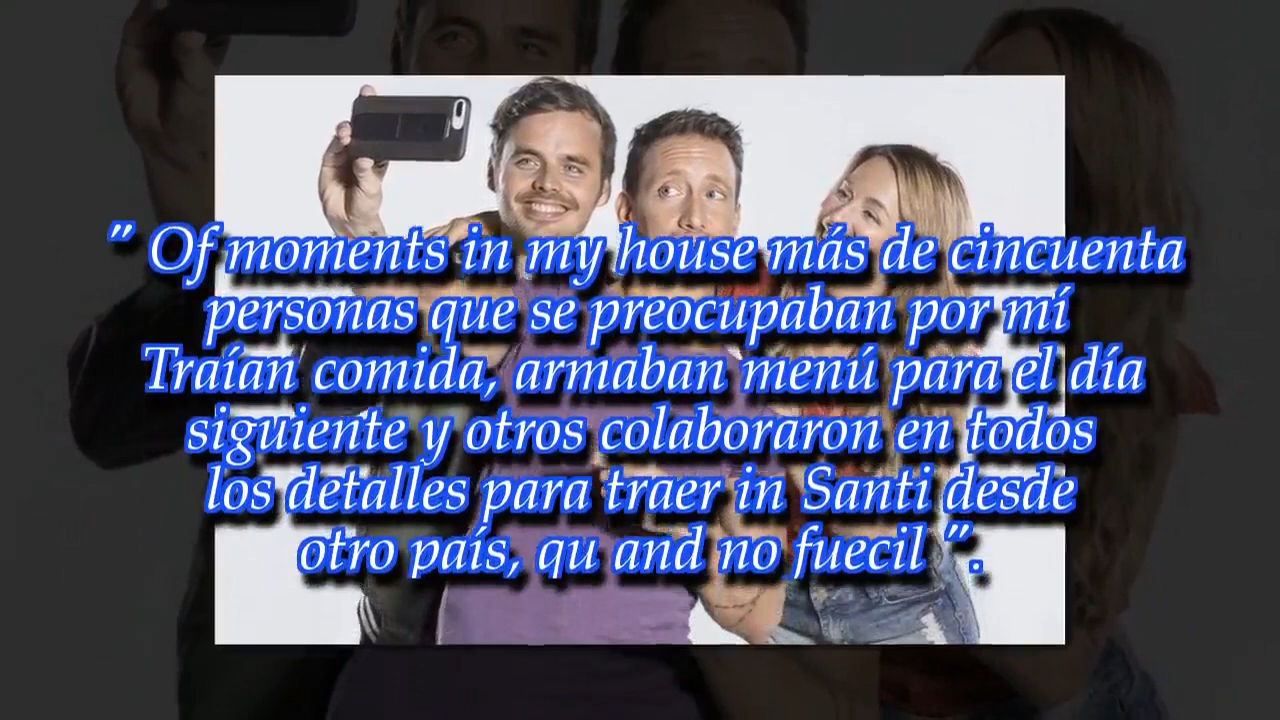 " Of moments in my house más de cincuenta
personas que se preocupaban por mí
Traían comida, armaban menú para el día
siguiente y otros colaboraron en todos
los detalles para traer in Santi desde
otro país, qu and no fuecil ".